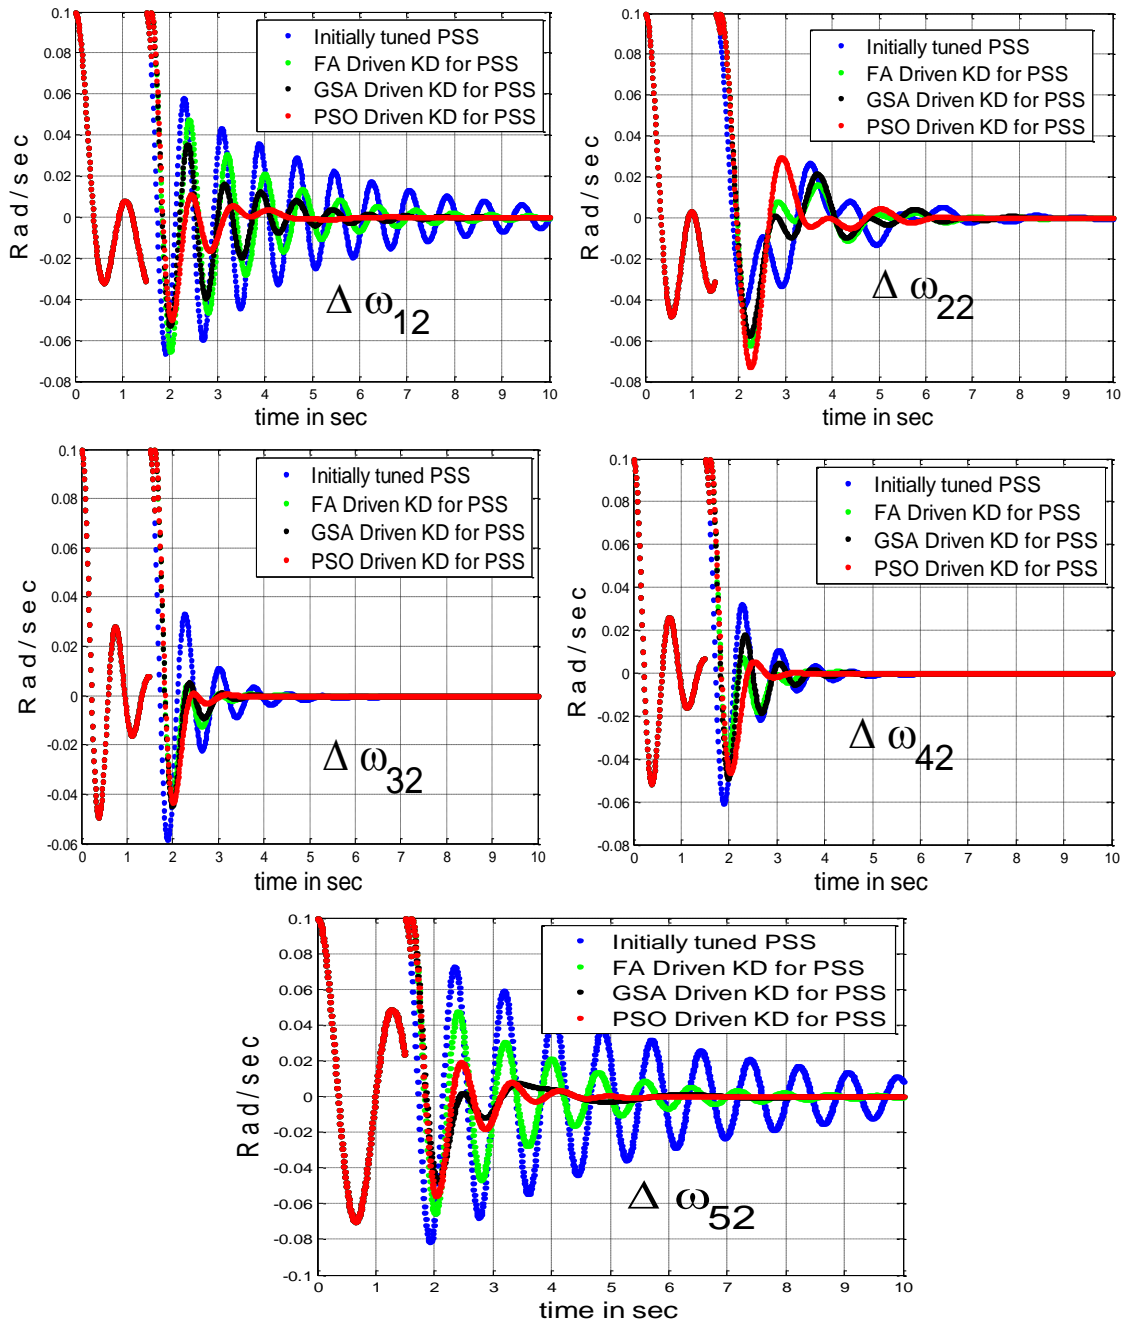 0.1
0.08
0.06
0.04
0.02
0
-0.02
-0.04
-0.06
-0.08
Rad/sec
Initially tuned PSS
FA Driven KD for PSS
GSA Driven KD for PSS
PSO Driven KD for PSS
Δ ω12
0 1 2 3 4 5 6 7 8 9 10
time in sec
0.1
0.08
0.06
0.04
0.02
0
-0.02
-0.04
-0.06
-0.08
Rad/sec
Initially tuned PSS
FA Driven KD for PSS
GSA Driven KD for PSS
PSO Driven KD for PSS
Δ ω22
0 1 2 3 4 5 6 7 8 9 10
time in sec
0.1
0.08
0.06
0.04
0.02
0
-0.02
-0.04
-0.06
Rad/sec
Initially tuned PSS
FA Driven KD for PSS
GSA Driven KD for PSS
PSO Driven KD for PSS
Δ ω32
0 1 2 3 4 5 6 7 8 9 10
time in sec
0.1
0.08
0.06
0.04
0.02
0
-0.02
-0.04
-0.06
-0.08
Rad/sec
Initially tuned PSS
FA Driven KD for PSS
GSA Driven KD for PSS
PSO Driven KD for PSS
Δ ω42
0 1 2 3 4 5 6 7 8 9 10
time in sec
0.1
0.08
0.06
0.04
0.02
0
-0.02
-0.04
-0.06
-0.08
-0.1
Rad/sec
Initially tuned PSS
FA Driven KD for PSS
GSA Driven KD for PSS
PSO Driven KD for PSS
Δ ω52
0 1 2 3 4 5 6 7 8 9 10
time in sec